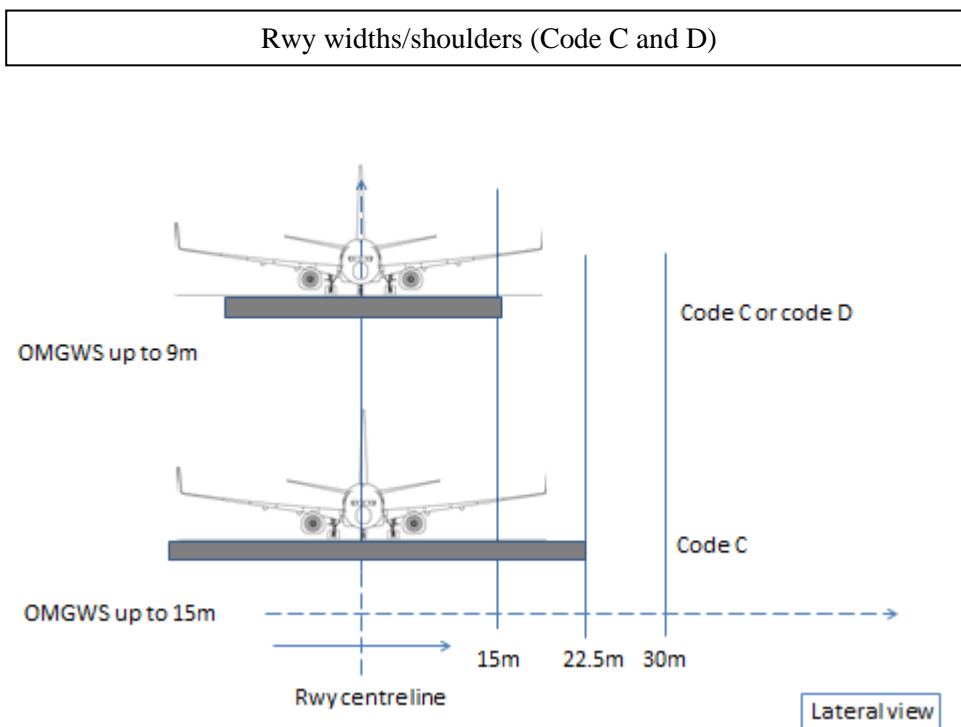 Rwy widths/shoulders (Code C and D)
Code C or code D
OMGWS up to 9m
Code C
OMGWS up to 15m
15m 22.5m 30m
Rwy centreline
Lateral view